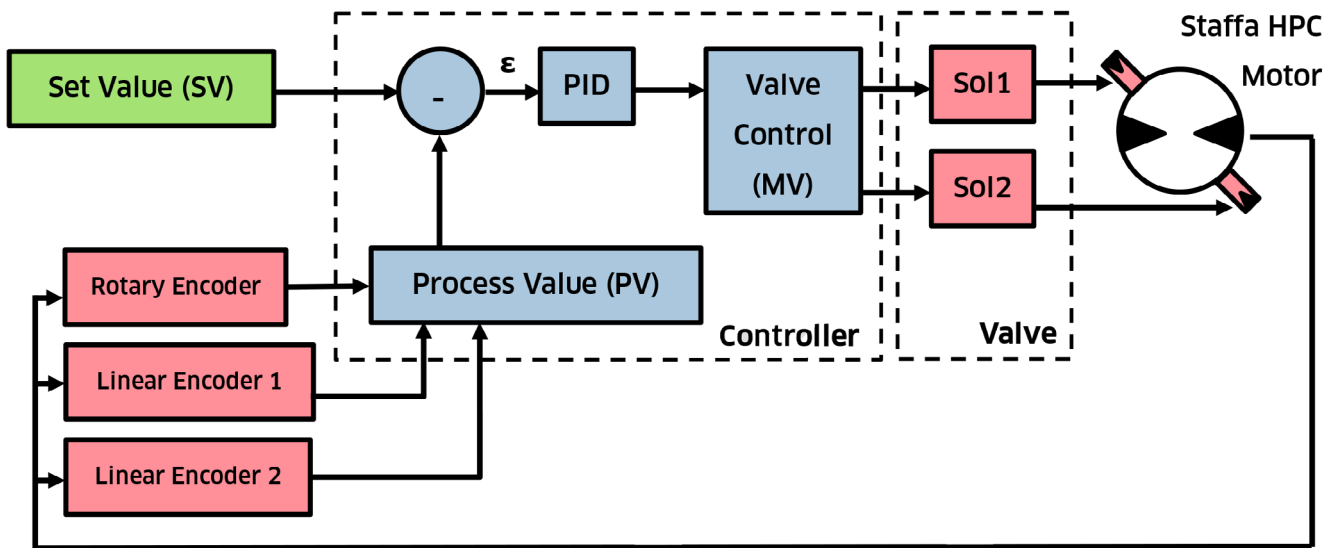 Staffa HPC
Motor
Set Value (SV)
-
ε
PID
Valve
Control
(MV)
Sol1
Sol2
Rotary Encoder
Process Value (PV)
Controller
Valve
Linear Encoder 1
Linear Encoder 2